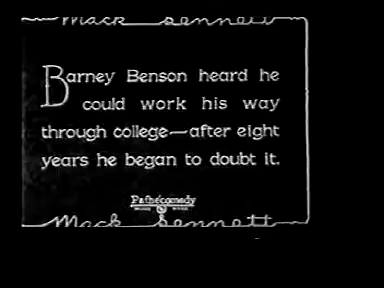 Mack Sennett
Barney Benson heard he
could work his way
through college—after eight
years he began to doubt it.
Pathécomedy
Mack Sennett